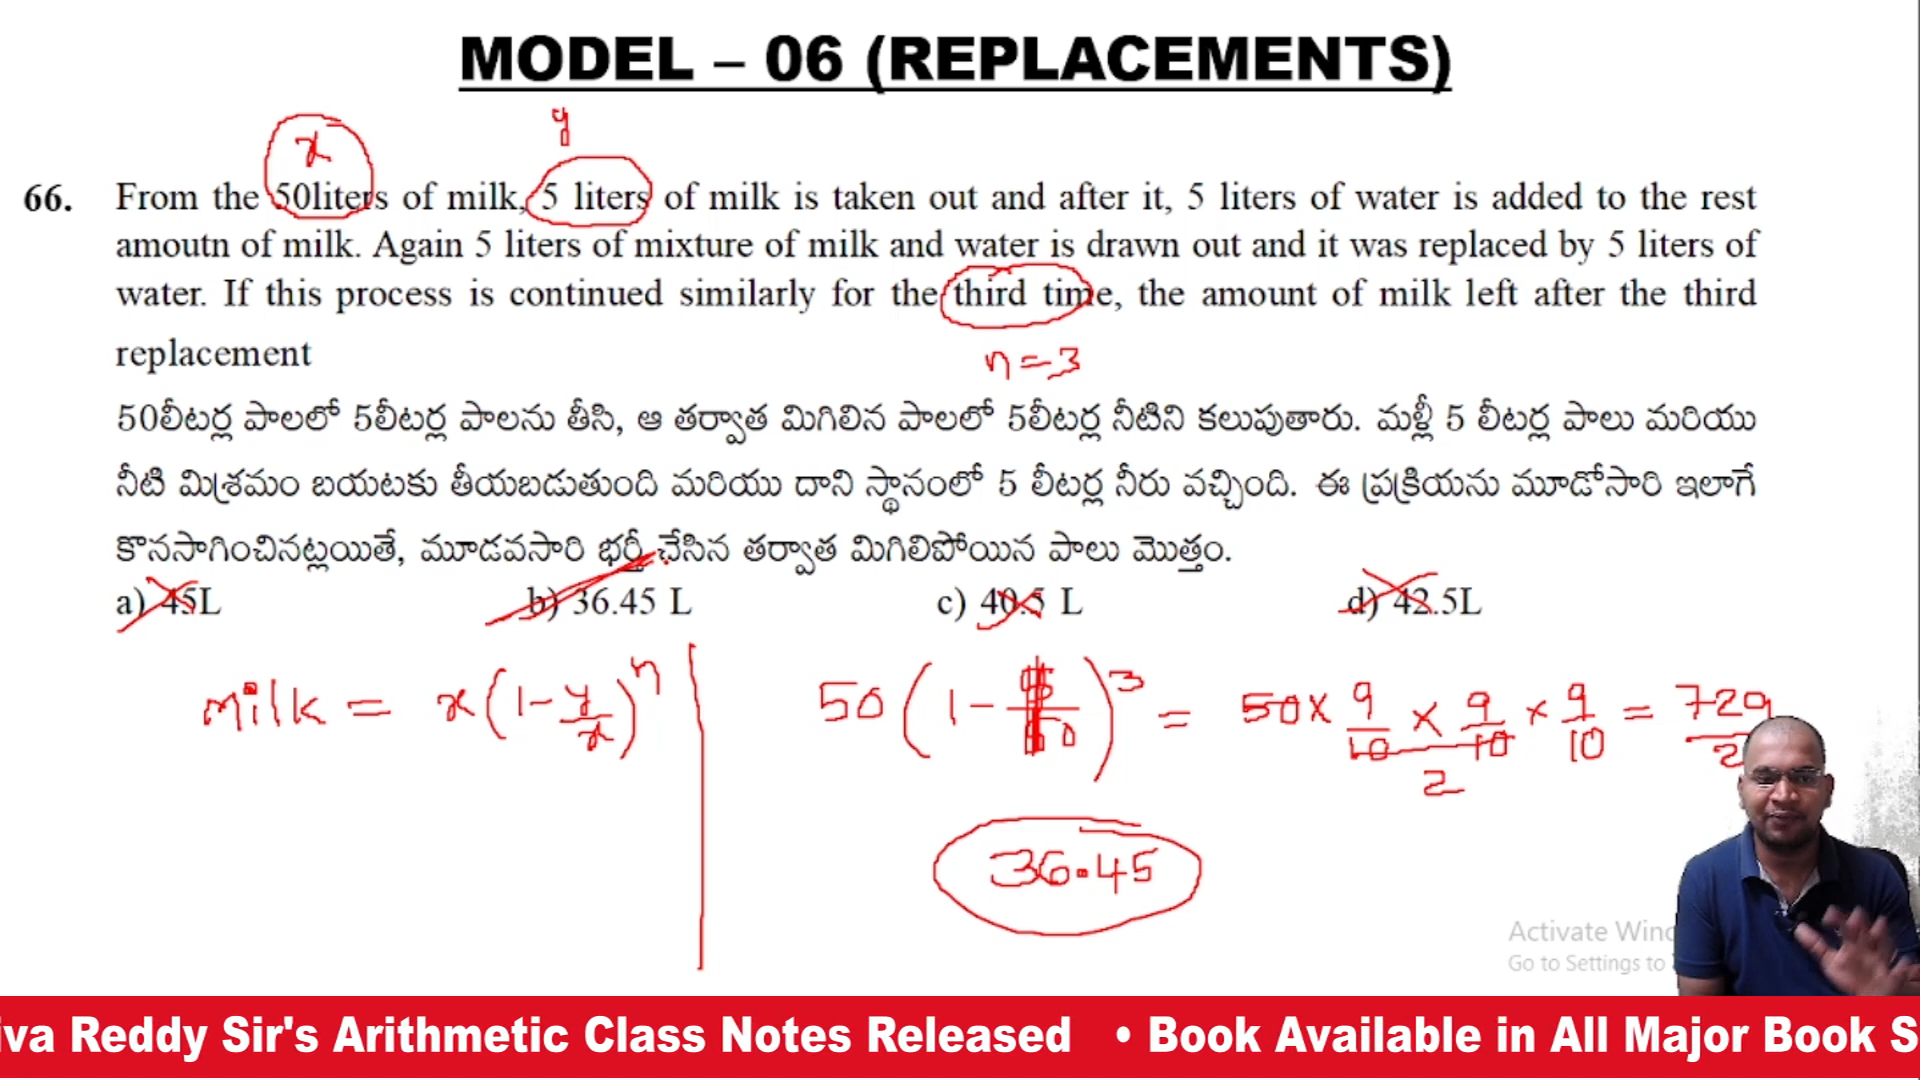 MODEL – 06 (REPLACEMENTS)
x
y
66. From the 50liters of milk, 5 liters of milk is taken out and after it, 5 liters of water is added to the rest
amoutn of milk. Again 5 liters of mixture of milk and water is drawn out and it was replaced by 5 liters of
water. If this process is continued similarly for the third time, the amount of milk left after the third
replacement
n = 3
50లీటర్ల పాలలో 5లీటర్ల పాలను తీసి, ఆ తర్వాత మిగిలిన పాలలో 5లీటర్ల నీటిని కలుపుతారు. మళ్లీ 5 లీటర్ల పాలు మరియు
నీటి మిశ్రమం బయటకు తీయబడుతుంది మరియు దాని స్థానంలో 5 లీటర్ల నీరు వచ్చింది. ఈ ప్రక్రియను మూడోసారి ఇలాగే
కొనసాగించినట్లయితే, మూడవసారి భర్తీ చేసిన తర్వాత మిగిలిపోయిన పాలు మొత్తం.
a) 45L b) 36.45 L c) 40.5 L d) 42.5L
milk = x(1-y/x)^n 50(1-5/50)^3 = 50x 9/10 x 9/10 x 9/10 = 729/2
2
36.45
Activate Wind
Go to Settings to
iva Reddy Sir's Arithmetic Class Notes Released • Book Available in All Major Book S